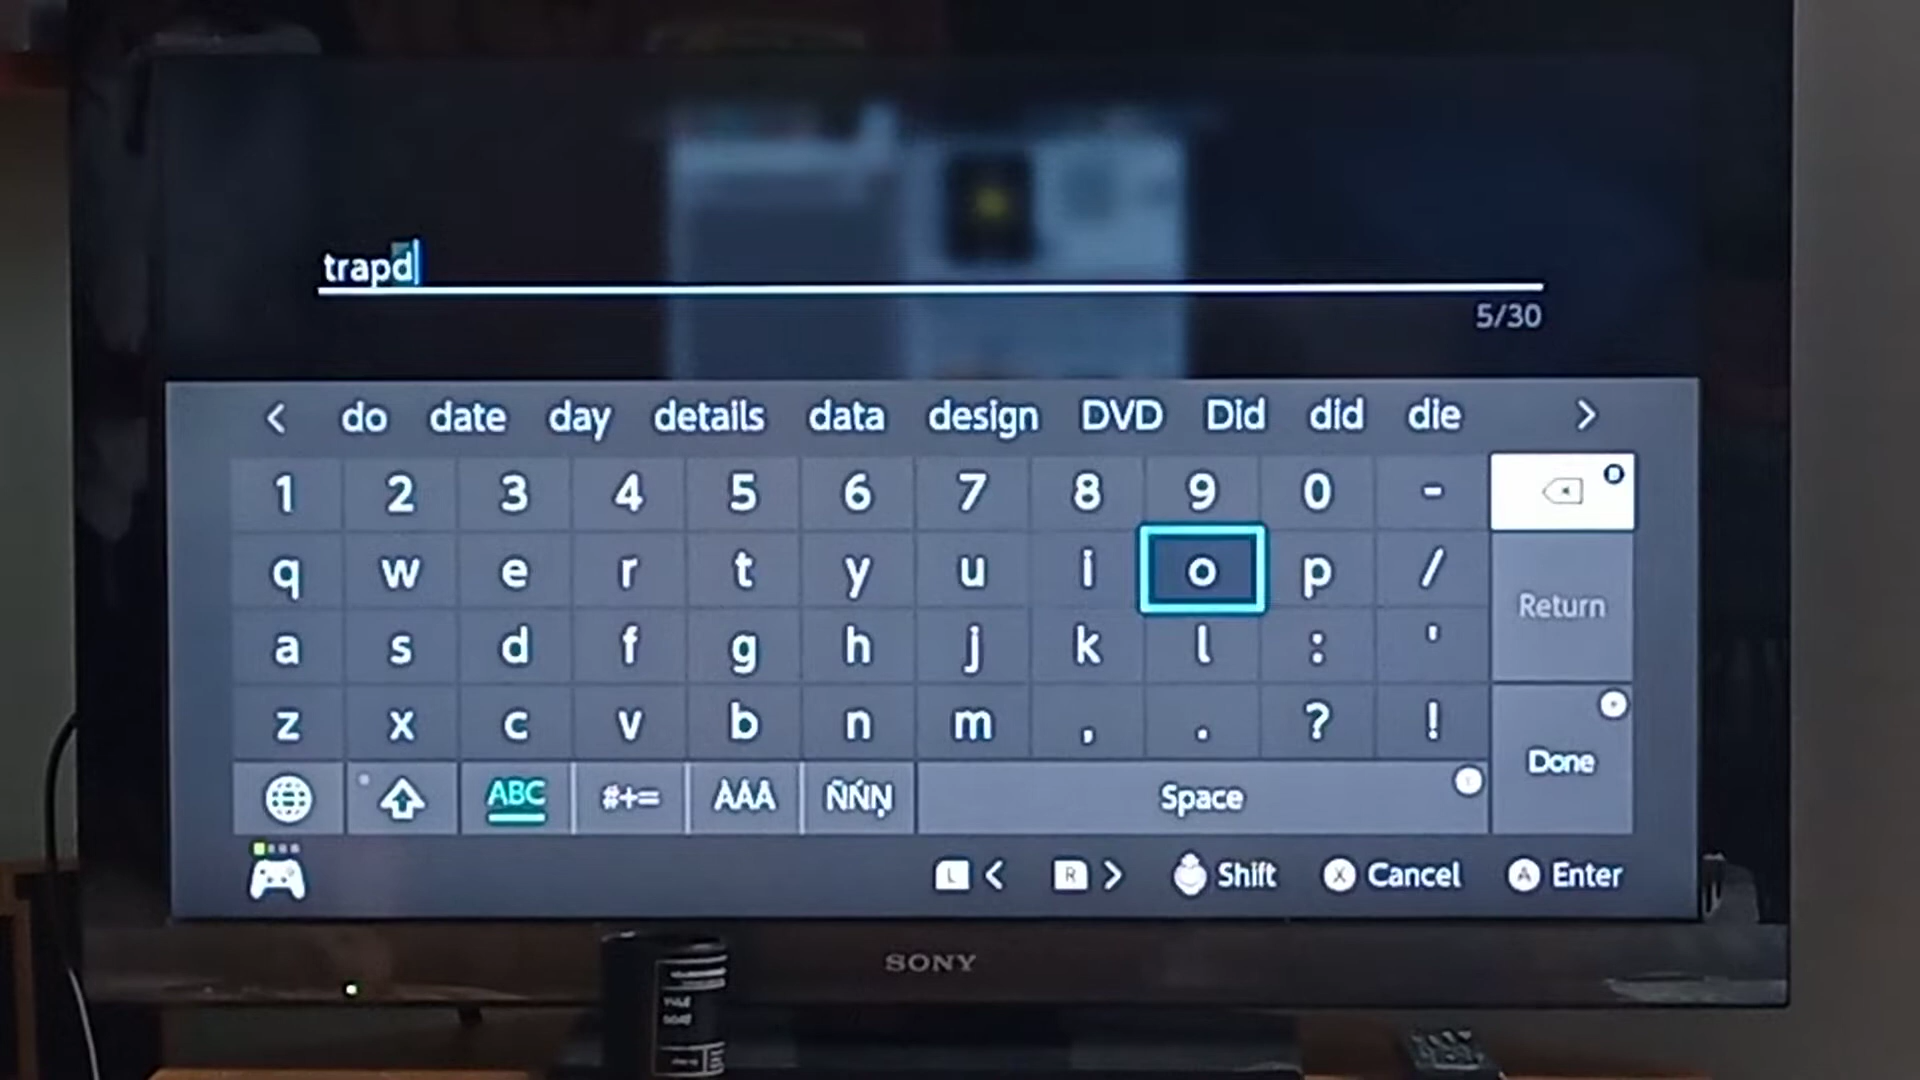 trapd
5/30
< do date day details data design DVD Did did die >
1 2 3 4 5 6 7 8 9 0 -
q w e r t y u i o p /
Return
a s d f g h j k l : '
z x c v b n m , . ? !
Done
ABC #+= ÀÁÂ ÑŃŅ Space
L < R > Shift X Cancel A Enter
SONY